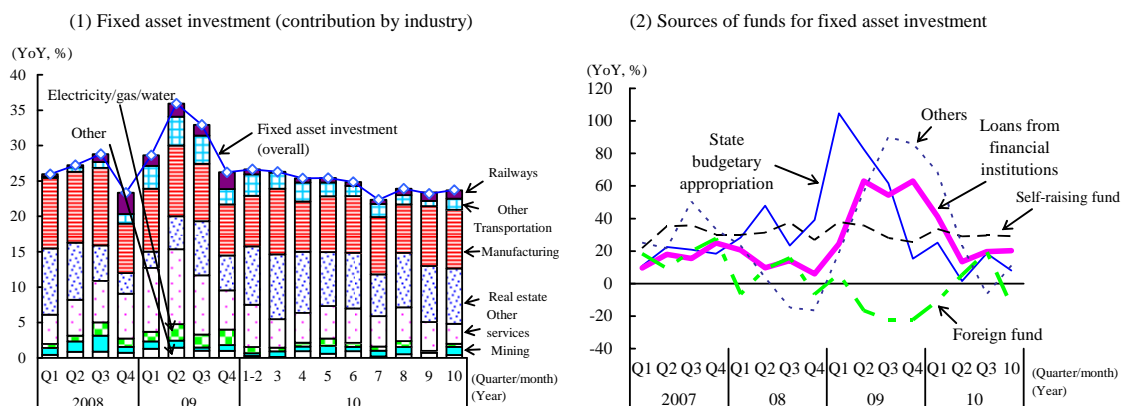 (1) Fixed asset investment (contribution by industry)
(YoY, %)
40
35
30
25
20
15
10
5
0
Electricity/gas/water
Other
Fixed asset investment
(overall)
Railways
Other
Transportation
Manufacturing
Real estate
Other
services
Mining
Q1 Q2 Q3 Q4 Q1 Q2 Q3 Q4 1-2 3 4 5 6 7 8 9 10
(Quarter/month)
2008 09 10
(Year)
(2) Sources of funds for fixed asset investment
(YoY, %)
120
100
80
60
40
20
0
-20
-40
State
budgetary
appropriation
Others
Loans from
financial
institutions
Self-raising fund
Foreign fund
Q1 Q2 Q3 Q4 Q1 Q2 Q3 Q4 Q1 Q2 Q3 Q4 Q1 Q2 Q3 10
(Quarter/month)
2007 08 09 10
(Year)